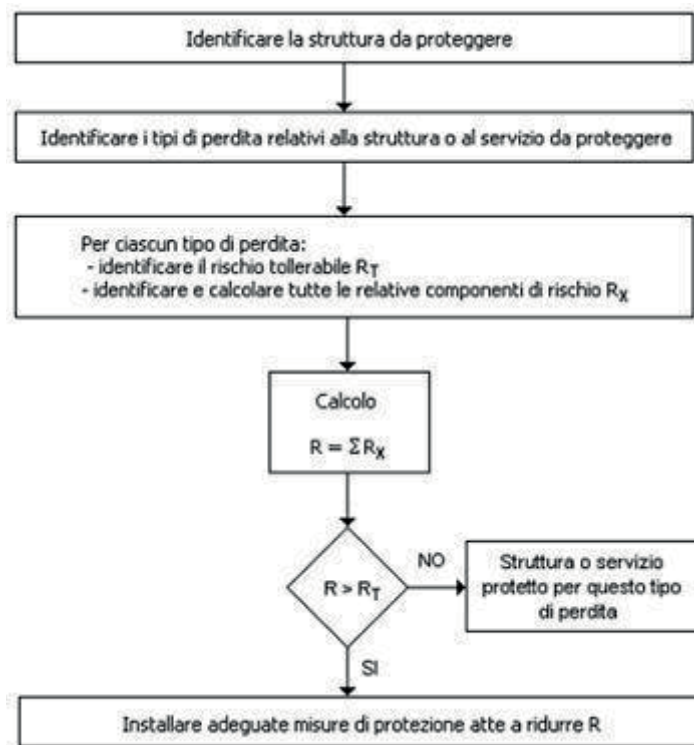 Identificare la struttura da proteggere
Identificare i tipi di perdita relativi alla struttura o al servizio da proteggere
Per ciascun tipo di perdita:
- identificare il rischio tollerabile RT
- identificare e calcolare tutte le relative componenti di rischio RX
Calcolo
R = ΣRX
R > RT
NO
Struttura o servizio
protetto per questo tipo
di perdita
SI
Installare adeguate misure di protezione atte a ridurre R